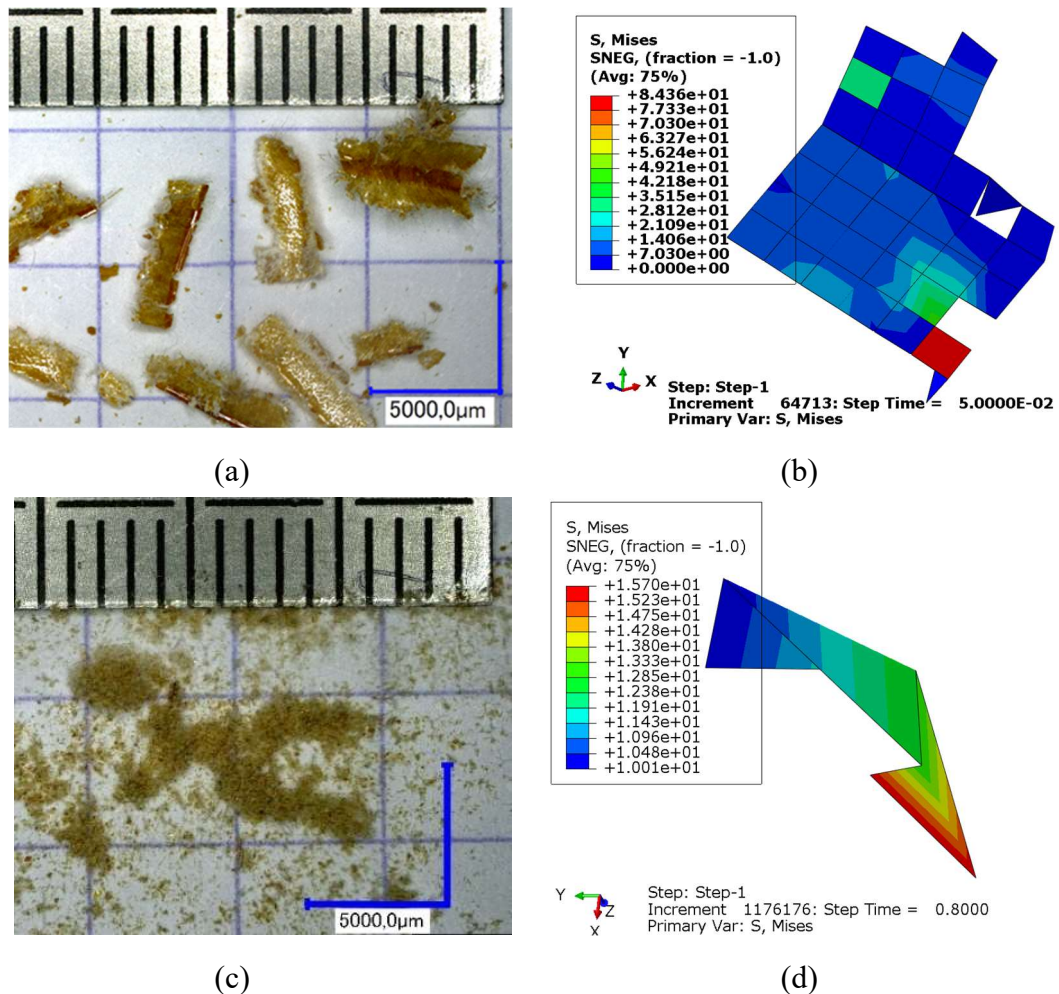 5000,0µm
S, Mises
SNEG, (fraction = -1.0)
(Avg: 75%)
+8.436e+01
+7.733e+01
+7.030e+01
+6.327e+01
+5.624e+01
+4.921e+01
+4.218e+01
+3.515e+01
+2.812e+01
+2.109e+01
+1.406e+01
+7.030e+00
+0.000e+00
Y
Z X
Step: Step-1
Increment 64713: Step Time = 5.0000E-02
Primary Var: S, Mises
(a)
(b)
5000,0µm
S, Mises
SNEG, (fraction = -1.0)
(Avg: 75%)
+1.570e+01
+1.523e+01
+1.475e+01
+1.428e+01
+1.380e+01
+1.333e+01
+1.285e+01
+1.238e+01
+1.191e+01
+1.143e+01
+1.096e+01
+1.048e+01
+1.001e+01
Y
Z
X
Step: Step-1
Increment 1176176: Step Time = 0.8000
Primary Var: S, Mises
(c)
(d)